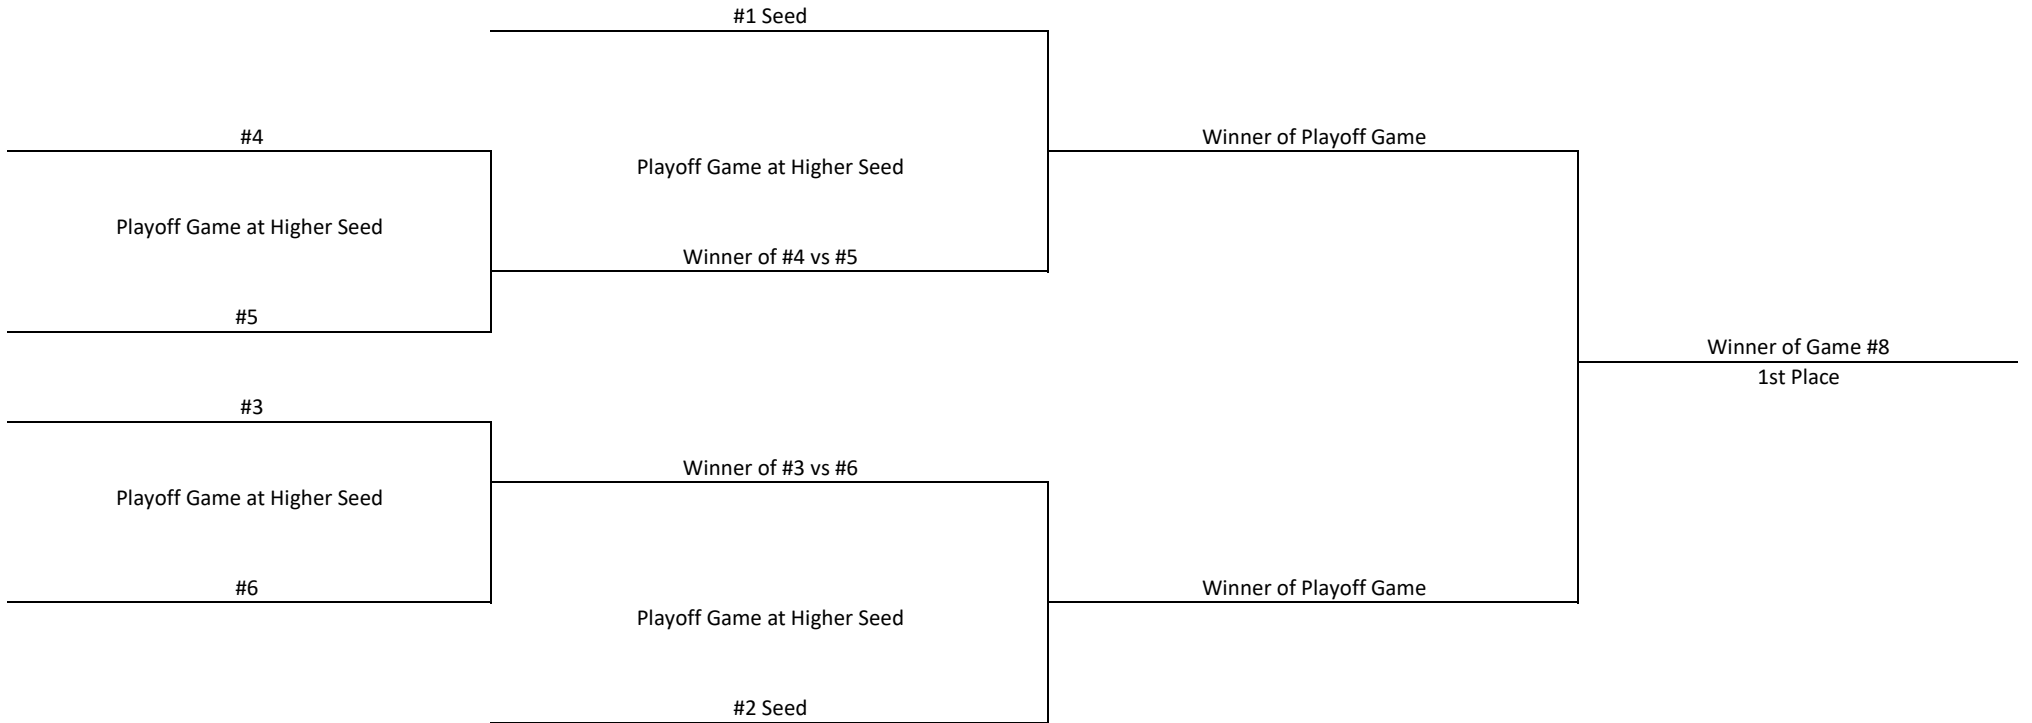 #1 Seed
#4
Winner of Playoff Game
Playoff Game at Higher Seed
Playoff Game at Higher Seed
Winner of #4 vs #5
#5
Winner of Game #8
1st Place
#3
Winner of #3 vs #6
Playoff Game at Higher Seed
#6
Winner of Playoff Game
Playoff Game at Higher Seed
#2 Seed